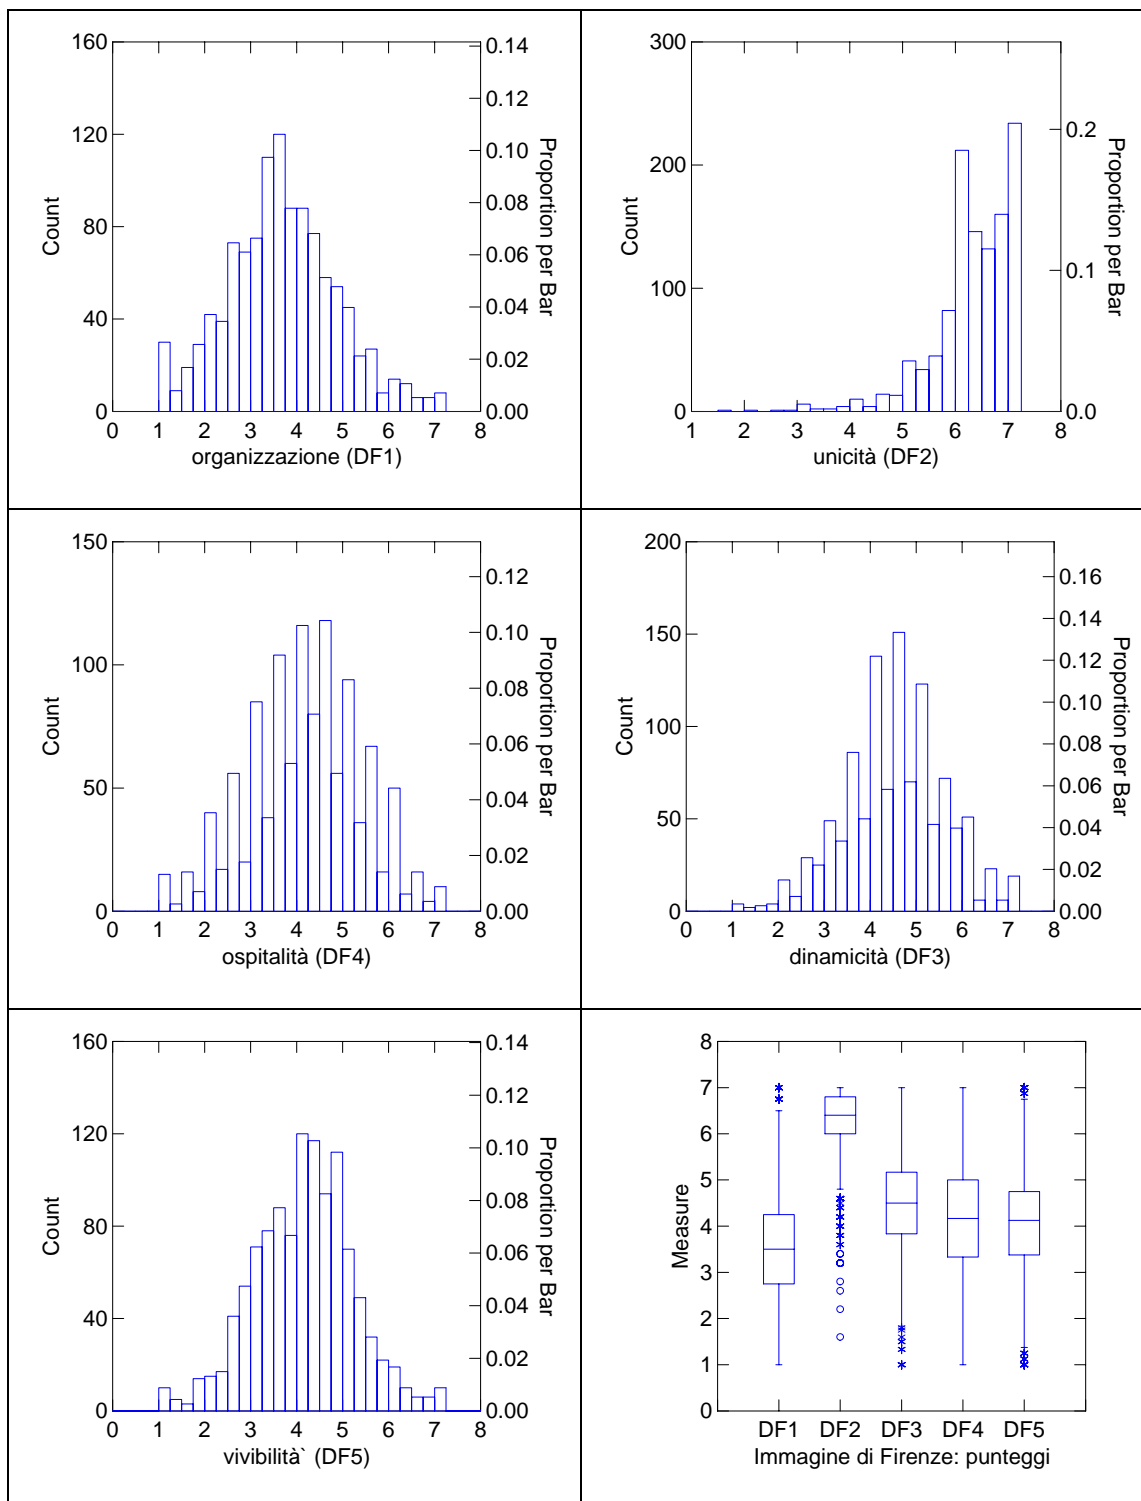 160
120
80
40
0
Count
0.14
0.12
0.10
0.08
0.06
0.04
0.02
0.00
Proportion per Bar
0 1 2 3 4 5 6 7 8
organizzazione (DF1)
300
200
100
0
Count
0.2
0.1
0.0
Proportion per Bar
1 2 3 4 5 6 7 8
unicità (DF2)
150
100
50
0
Count
0.12
0.10
0.08
0.06
0.04
0.02
0.00
Proportion per Bar
0 1 2 3 4 5 6 7 8
ospitalità (DF4)
200
150
100
50
0
Count
0.16
0.14
0.12
0.10
0.08
0.06
0.04
0.02
0.00
Proportion per Bar
0 1 2 3 4 5 6 7 8
dinamicità (DF3)
160
120
80
40
0
Count
0.14
0.12
0.10
0.08
0.06
0.04
0.02
0.00
Proportion per Bar
0 1 2 3 4 5 6 7 8
vivibilità` (DF5)
8
7
6
5
4
3
2
1
0
Measure
DF1 DF2 DF3 DF4 DF5
Immagine di Firenze: punteggi